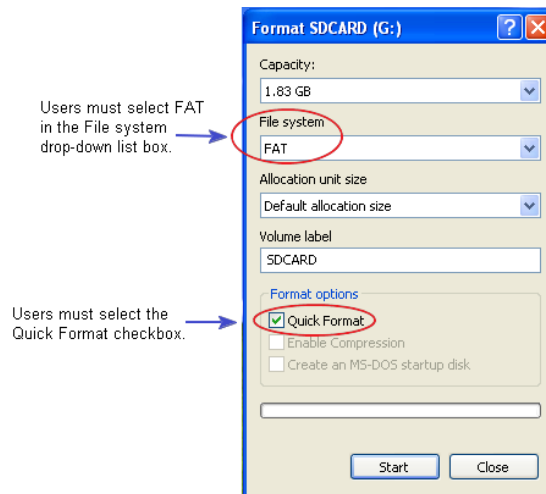 Format SDCARD (G:)
Capacity:
1.83 GB
Users must select FAT
in the File system
drop-down list box.
File system
FAT
Allocation unit size
Default allocation size
Volume label
SDCARD
Format options
Users must select the
Quick Format checkbox.
Quick Format
Enable Compression
Create an MS-DOS startup disk
Start
Close